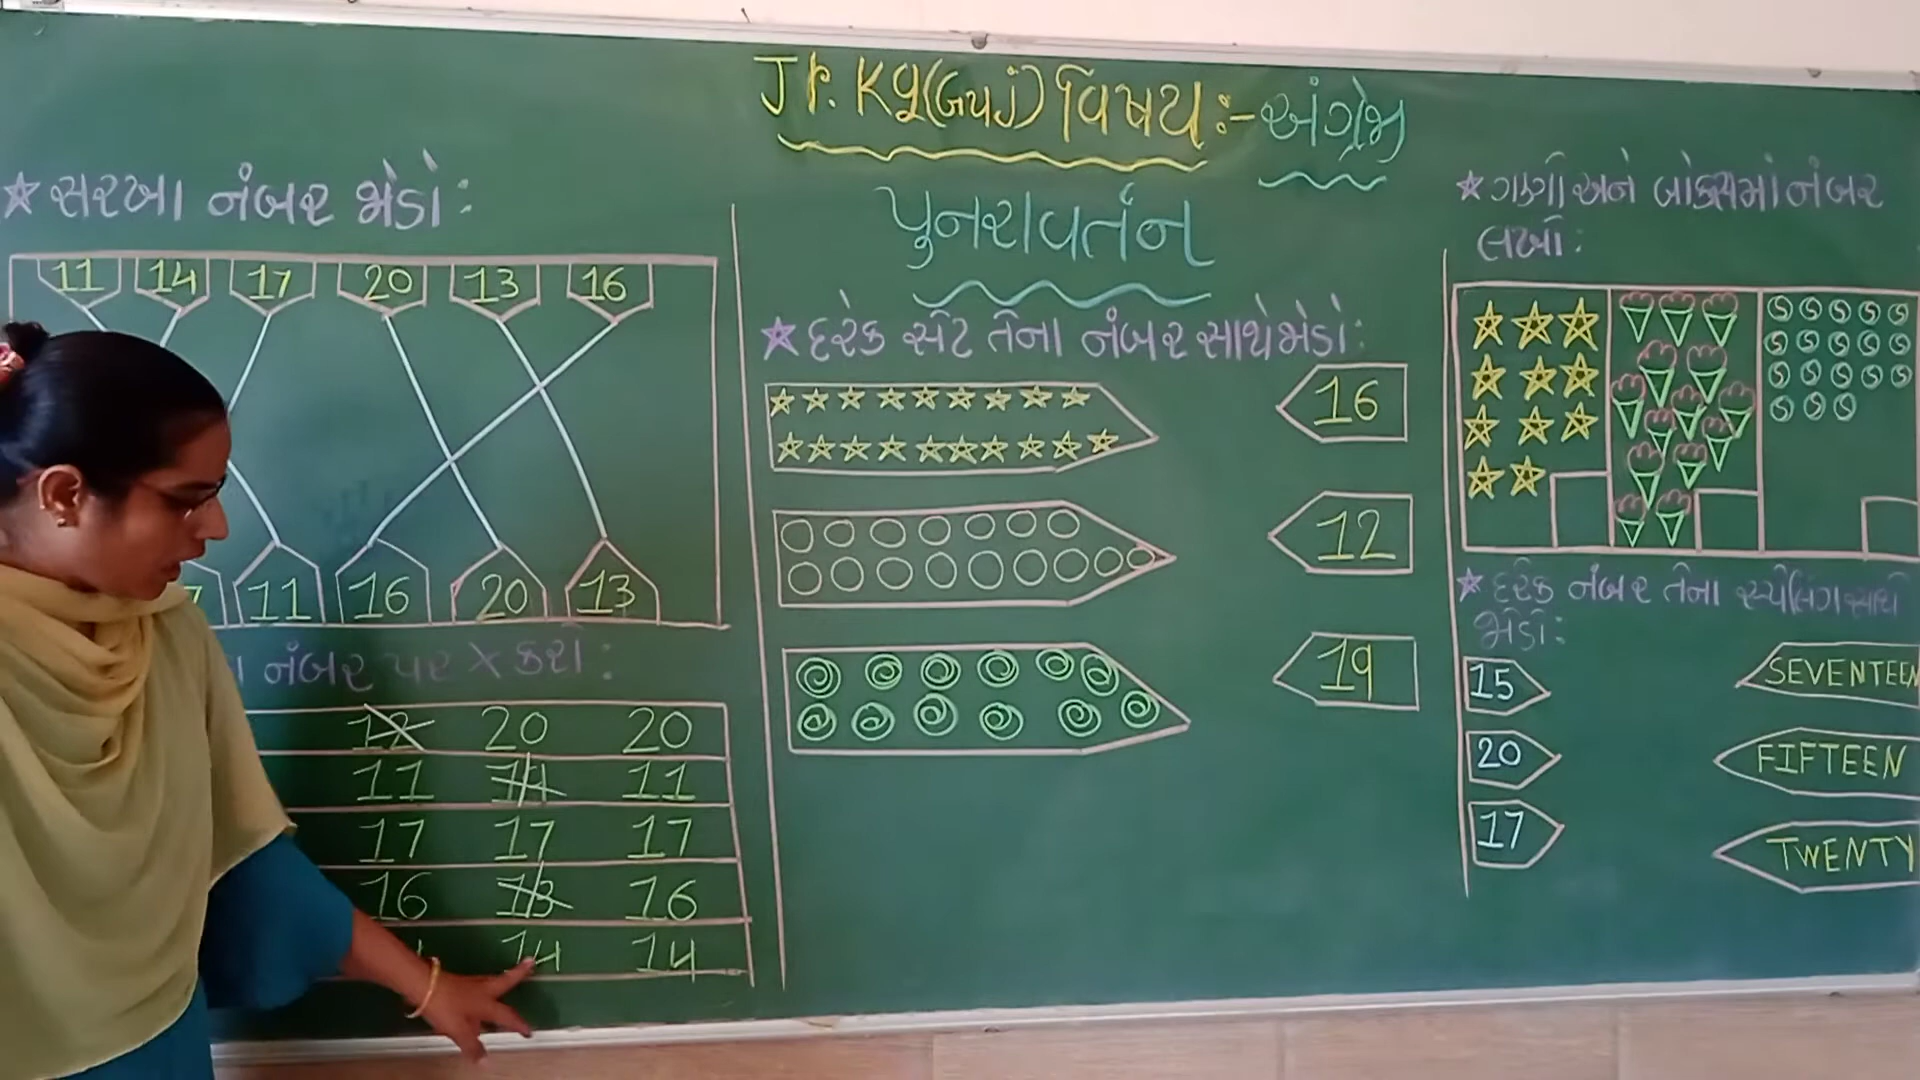 Jr. Kg(Guj) વિષય :- અંગ્રેજી
પુનરાવર્તન
★ સરખા નંબર જોડો :
11 14 17 20 13 16
7 11 16 20 13
નંબર પર X કરો :
12 20 20
11 14 11
17 17 17
16 13 16
14 14
★ દરેક સેટ તેના નંબર સાથે જોડો :
16
12
19
★ ગણો અને બોક્સમાં નંબર
લખો :
★ દરેક નંબર તેના સ્પેલિંગ સાથે
જોડો :
15 SEVENTEEN
20 FIFTEEN
17 TWENTY